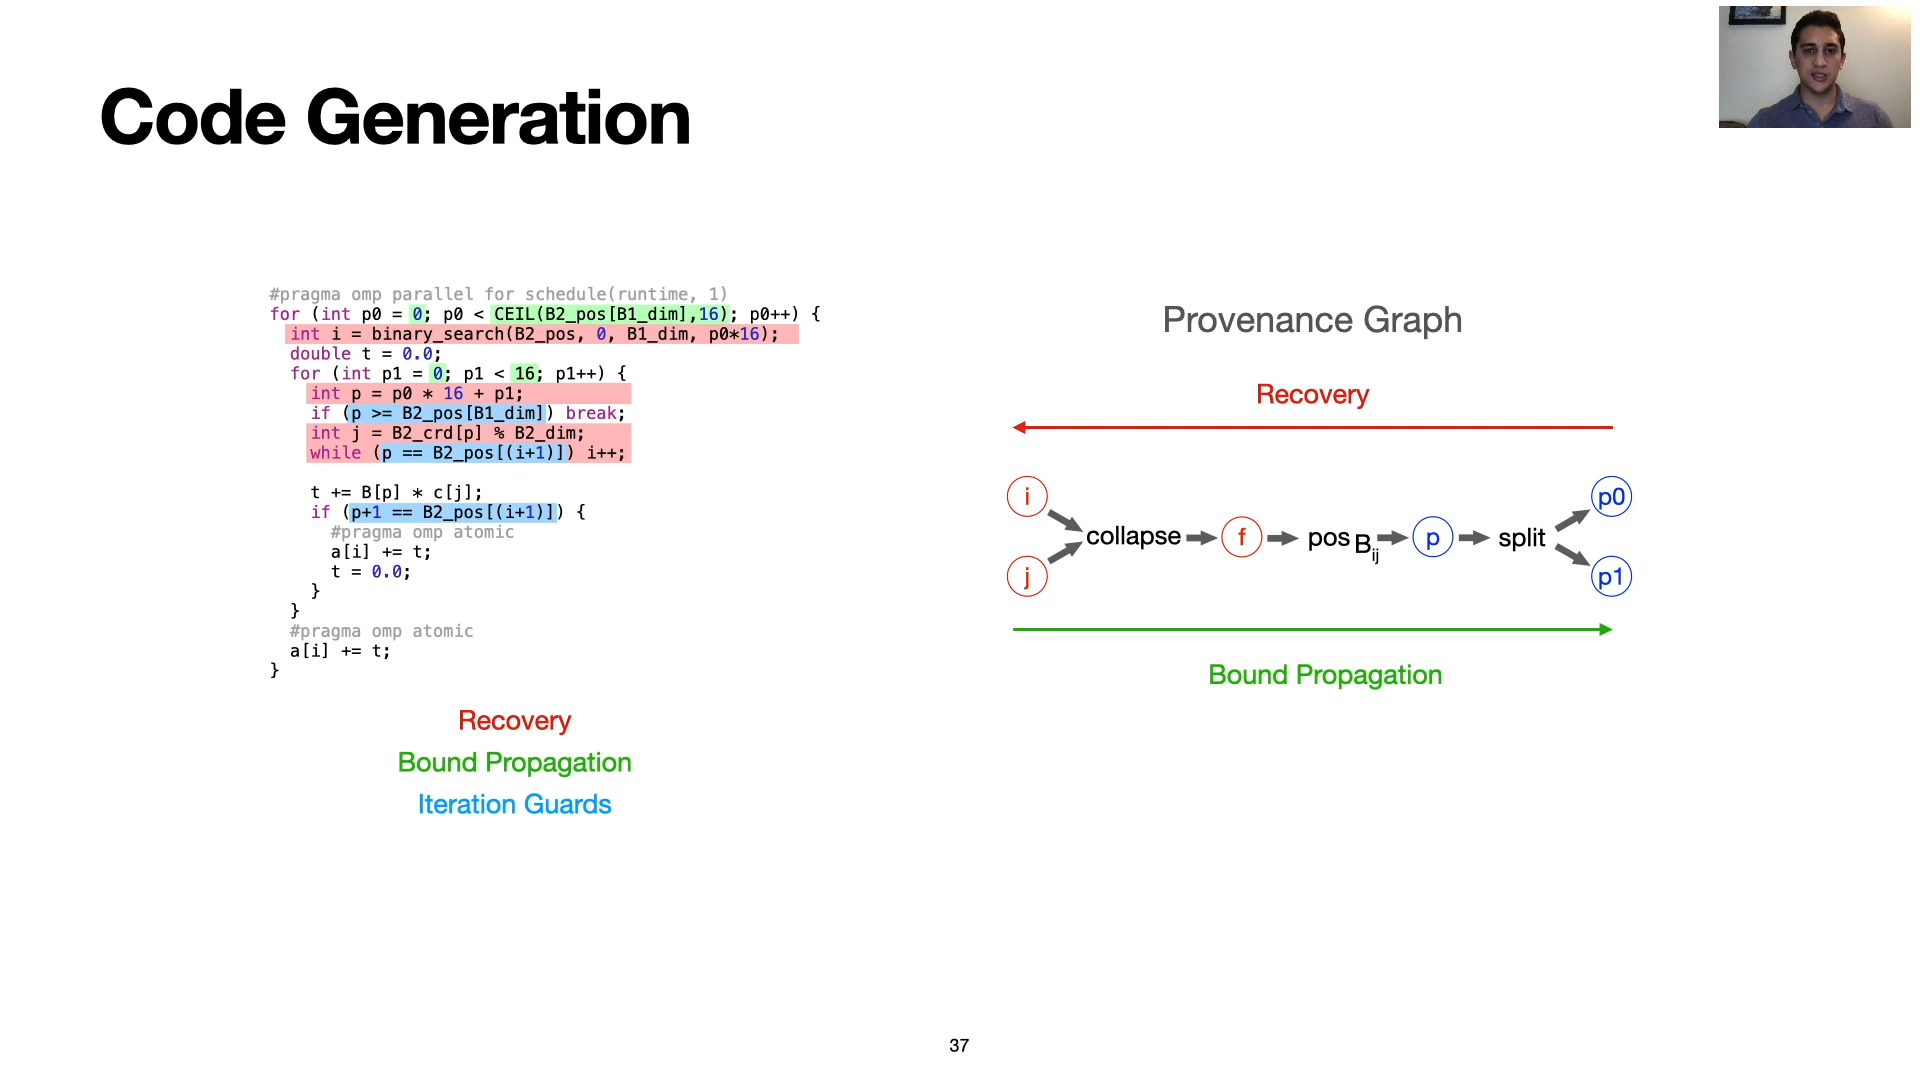 Code Generation
#pragma omp parallel for schedule(runtime, 1)
for (int p0 = 0; p0 < CEIL(B2_pos[B1_dim],16); p0++) {
int i = binary_search(B2_pos, 0, B1_dim, p0*16);
double t = 0.0;
for (int p1 = 0; p1 < 16; p1++) {
int p = p0 * 16 + p1;
if (p >= B2_pos[B1_dim]) break;
int j = B2_crd[p] % B2_dim;
while (p == B2_pos[(i+1)]) i++;
t += B[p] * c[j];
if (p+1 == B2_pos[(i+1)]) {
#pragma omp atomic
a[i] += t;
t = 0.0;
}
}
#pragma omp atomic
a[i] += t;
}
Recovery
Bound Propagation
Iteration Guards
Provenance Graph
Recovery
i
j
collapse
f
pos Bij
p
split
p0
p1
Bound Propagation
37